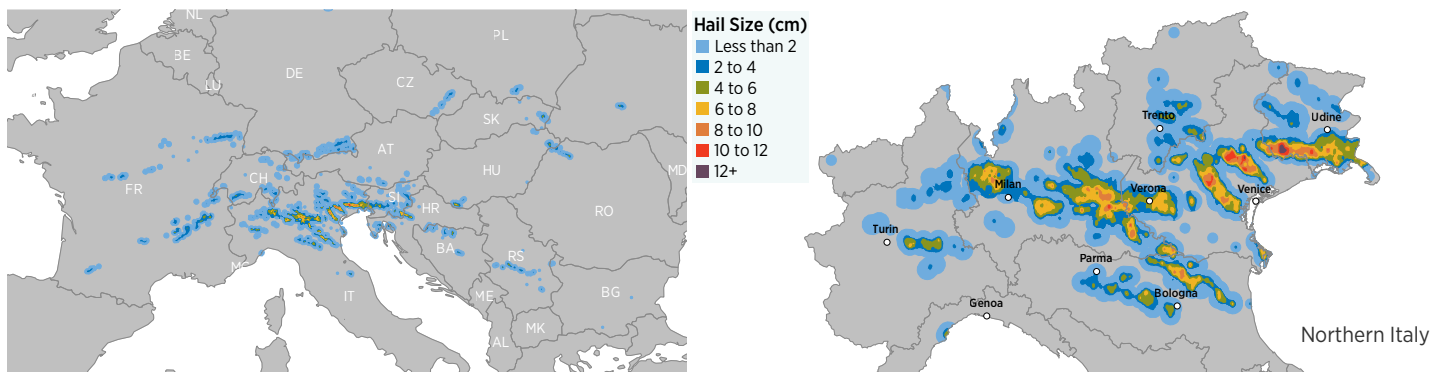 NL
PL
BE
DE
LU
CZ
SK
AT
FR
CH
HU
MD
SI
HR
RO
BA
RS
MC
IT
ME
BG
MK
AL
Hail Size (cm)
Less than 2
2 to 4
4 to 6
6 to 8
8 to 10
10 to 12
12+
Trento
Udine
Milan
Verona
Venice
Turin
Parma
Bologna
Genoa
Northern Italy